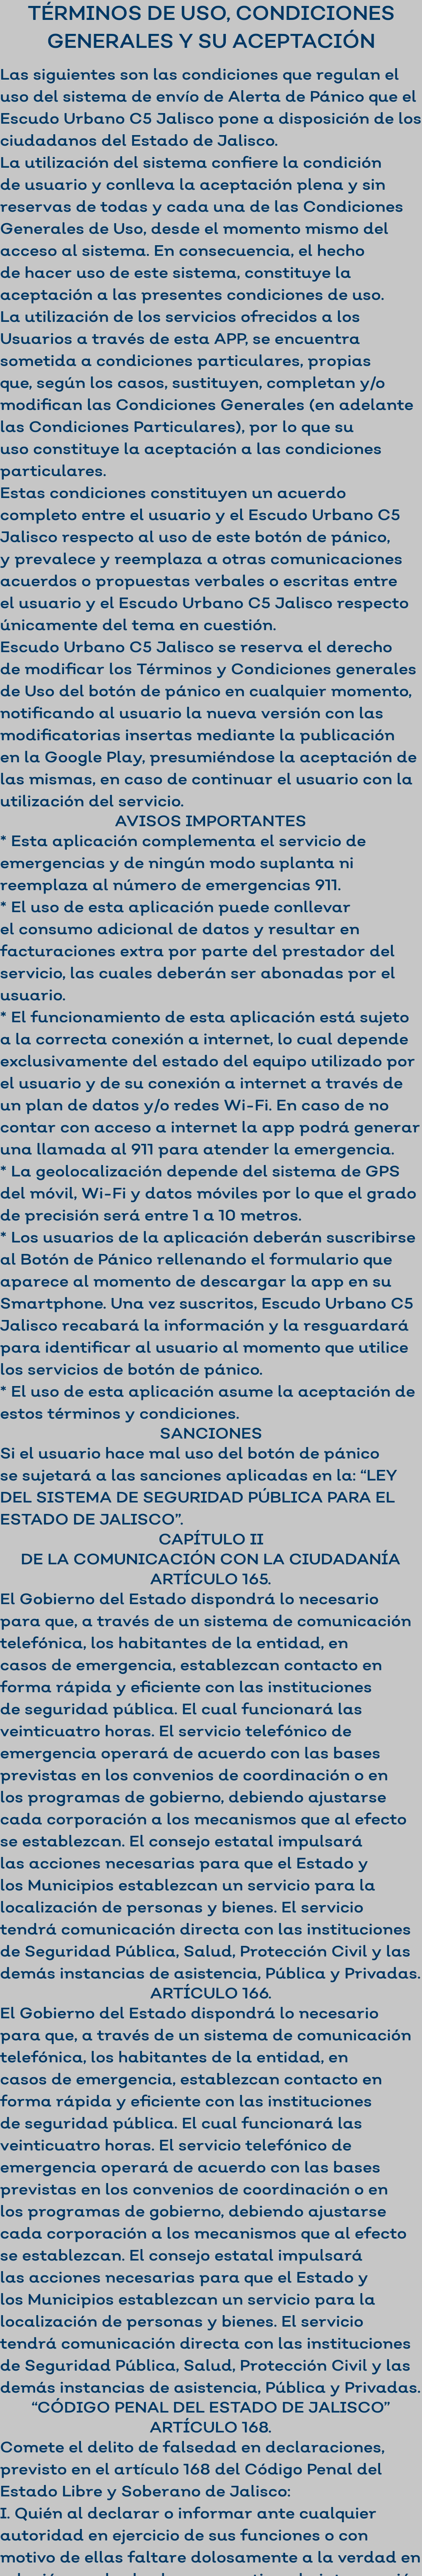 TÉRMINOS DE USO, CONDICIONES
GENERALES Y SU ACEPTACIÓN
Las siguientes son las condiciones que regulan el
uso del sistema de envío de Alerta de Pánico que el
Escudo Urbano C5 Jalisco pone a disposición de los
ciudadanos del Estado de Jalisco.
La utilización del sistema confiere la condición
de usuario y conlleva la aceptación plena y sin
reservas de todas y cada una de las Condiciones
Generales de Uso, desde el momento mismo del
acceso al sistema. En consecuencia, el hecho
de hacer uso de este sistema, constituye la
aceptación a las presentes condiciones de uso.
La utilización de los servicios ofrecidos a los
Usuarios a través de esta APP, se encuentra
sometida a condiciones particulares, propias
que, según los casos, sustituyen, completan y/o
modifican las Condiciones Generales (en adelante
las Condiciones Particulares), por lo que su
uso constituye la aceptación a las condiciones
particulares.
Estas condiciones constituyen un acuerdo
completo entre el usuario y el Escudo Urbano C5
Jalisco respecto al uso de este botón de pánico,
y prevalece y reemplaza a otras comunicaciones
acuerdos o propuestas verbales o escritas entre
el usuario y el Escudo Urbano C5 Jalisco respecto
únicamente del tema en cuestión.
Escudo Urbano C5 Jalisco se reserva el derecho
de modificar los Términos y Condiciones generales
de Uso del botón de pánico en cualquier momento,
notificando al usuario la nueva versión con las
modificatorias insertas mediante la publicación
en la Google Play, presumiéndose la aceptación de
las mismas, en caso de continuar el usuario con la
utilización del servicio.
AVISOS IMPORTANTES
* Esta aplicación complementa el servicio de
emergencias y de ningún modo suplanta ni
reemplaza al número de emergencias 911.
* El uso de esta aplicación puede conllevar
el consumo adicional de datos y resultar en
facturaciones extra por parte del prestador del
servicio, las cuales deberán ser abonadas por el
usuario.
* El funcionamiento de esta aplicación está sujeto
a la correcta conexión a internet, lo cual depende
exclusivamente del estado del equipo utilizado por
el usuario y de su conexión a internet a través de
un plan de datos y/o redes Wi-Fi. En caso de no
contar con acceso a internet la app podrá generar
una llamada al 911 para atender la emergencia.
* La geolocalización depende del sistema de GPS
del móvil, Wi-Fi y datos móviles por lo que el grado
de precisión será entre 1 a 10 metros.
* Los usuarios de la aplicación deberán suscribirse
al Botón de Pánico rellenando el formulario que
aparece al momento de descargar la app en su
Smartphone. Una vez suscritos, Escudo Urbano C5
Jalisco recabará la información y la resguardará
para identificar al usuario al momento que utilice
los servicios de botón de pánico.
* El uso de esta aplicación asume la aceptación de
estos términos y condiciones.
SANCIONES
Si el usuario hace mal uso del botón de pánico
se sujetará a las sanciones aplicadas en la: “LEY
DEL SISTEMA DE SEGURIDAD PÚBLICA PARA EL
ESTADO DE JALISCO”.
CAPÍTULO II
DE LA COMUNICACIÓN CON LA CIUDADANÍA
ARTÍCULO 165.
El Gobierno del Estado dispondrá lo necesario
para que, a través de un sistema de comunicación
telefónica, los habitantes de la entidad, en
casos de emergencia, establezcan contacto en
forma rápida y eficiente con las instituciones
de seguridad pública. El cual funcionará las
veinticuatro horas. El servicio telefónico de
emergencia operará de acuerdo con las bases
previstas en los convenios de coordinación o en
los programas de gobierno, debiendo ajustarse
cada corporación a los mecanismos que al efecto
se establezcan. El consejo estatal impulsará
las acciones necesarias para que el Estado y
los Municipios establezcan un servicio para la
localización de personas y bienes. El servicio
tendrá comunicación directa con las instituciones
de Seguridad Pública, Salud, Protección Civil y las
demás instancias de asistencia, Pública y Privadas.
ARTÍCULO 166.
El Gobierno del Estado dispondrá lo necesario
para que, a través de un sistema de comunicación
telefónica, los habitantes de la entidad, en
casos de emergencia, establezcan contacto en
forma rápida y eficiente con las instituciones
de seguridad pública. El cual funcionará las
veinticuatro horas. El servicio telefónico de
emergencia operará de acuerdo con las bases
previstas en los convenios de coordinación o en
los programas de gobierno, debiendo ajustarse
cada corporación a los mecanismos que al efecto
se establezcan. El consejo estatal impulsará
las acciones necesarias para que el Estado y
los Municipios establezcan un servicio para la
localización de personas y bienes. El servicio
tendrá comunicación directa con las instituciones
de Seguridad Pública, Salud, Protección Civil y las
demás instancias de asistencia, Pública y Privadas.
“CÓDIGO PENAL DEL ESTADO DE JALISCO”
ARTÍCULO 168.
Comete el delito de falsedad en declaraciones,
previsto en el artículo 168 del Código Penal del
Estado Libre y Soberano de Jalisco:
I. Quién al declarar o informar ante cualquier
autoridad en ejercicio de sus funciones o con
motivo de ellas faltare dolosamente a la verdad en